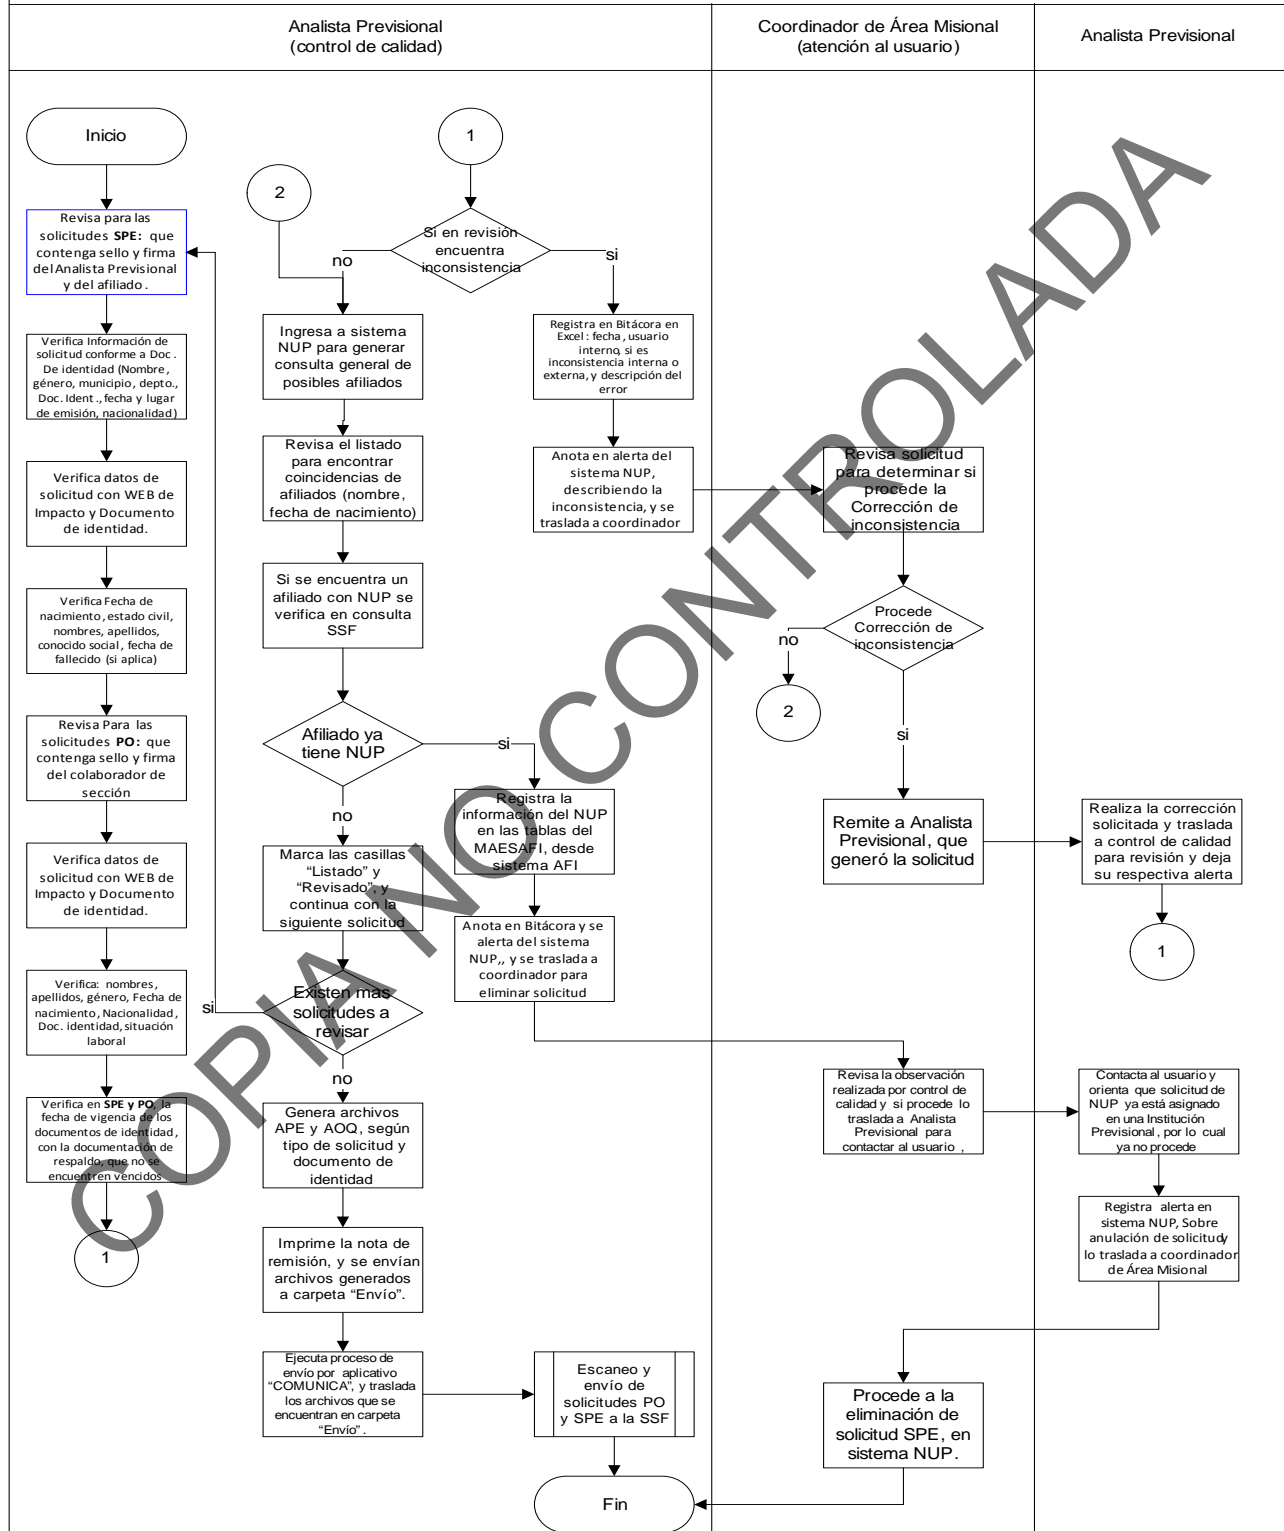 Analista Previsional
(control de calidad)
Coordinador de Área Misional
(atención al usuario)
Analista Previsional
Inicio
Revisa para las
solicitudes SPE: que
contenga sello y firma
del Analista Previsional
y del afiliado .
Verifica Información de
solicitud conforme a Doc .
De identidad (Nombre ,
género, municipio , depto.,
Doc. Ident ., fecha y lugar
de emisión, nacionalidad)
Verifica datos de
solicitud con WEB de
Impacto y Documento
de identidad.
Verifica Fecha de
nacimiento, estado civil,
nombres, apellidos,
conocido social , fecha de
fallecido (si aplica)
Revisa Para las
solicitudes PO: que
contenga sello y firma
del colaborador de
sección
Verifica datos de
solicitud con WEB de
Impacto y Documento
de identidad.
Verifica: nombres,
apellidos, género, Fecha de
nacimiento, Nacionalidad ,
Doc. identidad, situación
laboral
Verifica en SPE y PO, la
fecha de vigencia de los
documentos de identidad ,
con la documentación de
respaldo, que no se
encuentren vencidos
1
2
1
Si en revisión
encuentra
inconsistencia
no
si
Ingresa a sistema
NUP para generar
consulta general de
posibles afiliados
Revisa el listado
para encontrar
coincidencias de
afiliados (nombre,
fecha de nacimiento)
Si se encuentra un
afiliado con NUP se
verifica en consulta
SSF
Afiliado ya
tiene NUP
si
no
Marca las casillas
“Listado” y
“Revisado”, y
continua con la
siguiente solicitud
Existen mas
solicitudes a
revisar
si
no
Genera archivos
APE y AOQ, según
tipo de solicitud y
documento de
identidad
Imprime la nota de
remisión, y se envían
archivos generados
a carpeta “Envío”.
Ejecuta proceso de
envío por aplicativo
“COMUNICA”, y traslada
los archivos que se
encuentran en carpeta
“Envío” .
Registra en Bitácora en
Excel : fecha , usuario
interno, si es
inconsistencia interna o
externa, y descripción del
error
Anota en alerta del
sistema NUP,
describiendo la
inconsistencia, y se
traslada a coordinador
Registra la
información del NUP
en las tablas del
MAESAFI, desde
sistema AFI
Anota en Bitácora y se
alerta del sistema
NUP,, y se traslada a
coordinador para
eliminar solicitud
Escaneo y
envío de
solicitudes PO
y SPE a la SSF
Fin
Revisa solicitud
para determinar si
procede la
Corrección de
inconsistencia
Procede
Corrección de
inconsistencia
no
2
si
Remite a Analista
Previsional, que
generó la solicitud
Realiza la corrección
solicitada y traslada
a control de calidad
para revisión y deja
su respectiva alerta
1
Revisa la observación
realizada por control de
calidad y si procede lo
traslada a Analista
Previsional para
contactar al usuario ,
Contacta al usuario y
orienta que solicitud de
NUP ya está asignado
en una Institución
Previsional, por lo cual
ya no procede
Registra alerta en
sistema NUP, Sobre
anulación de solicitud y
lo traslada a coordinador
de Área Misional
Procede a la
eliminación de
solicitud SPE, en
sistema NUP.
COPIA NO CONTROLADA